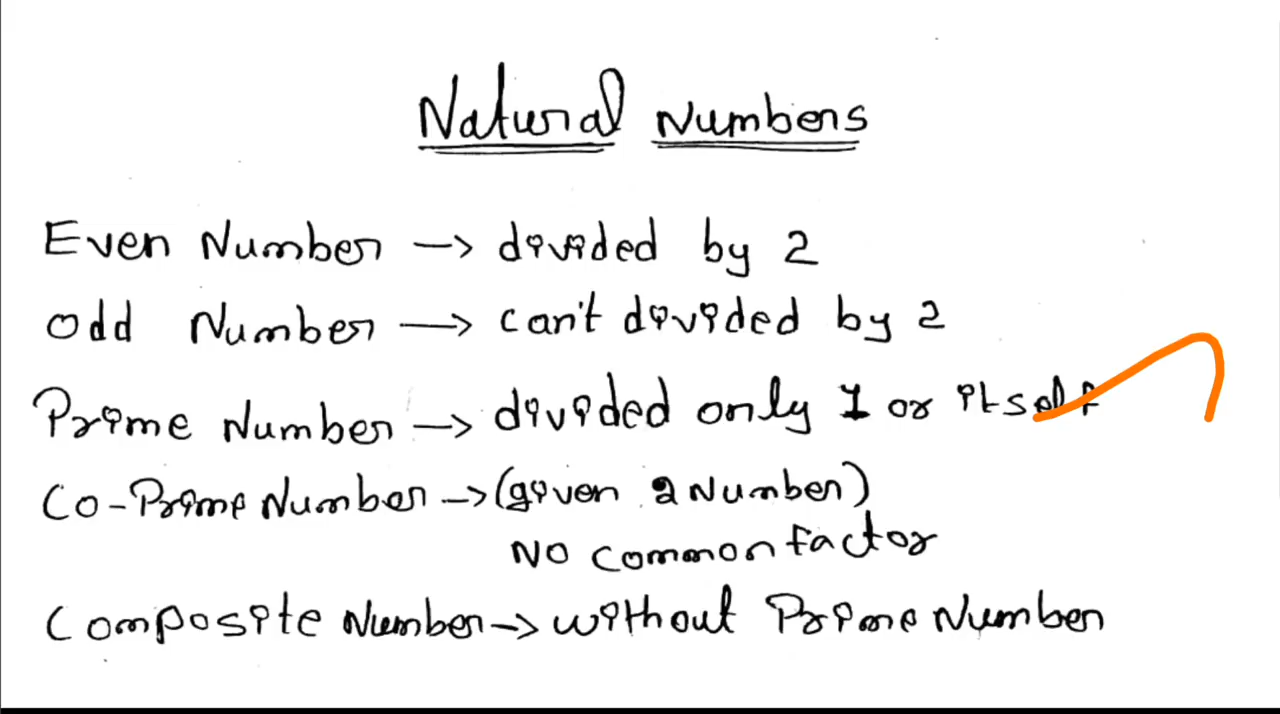 Natural Numbers
Even Number → divided by 2
Odd Number → can't divided by 2
Prime Number → divided only 1 or itself
Co-Prime Number → (given 2 Number)
No common factor
Composite Number → without Prime Number